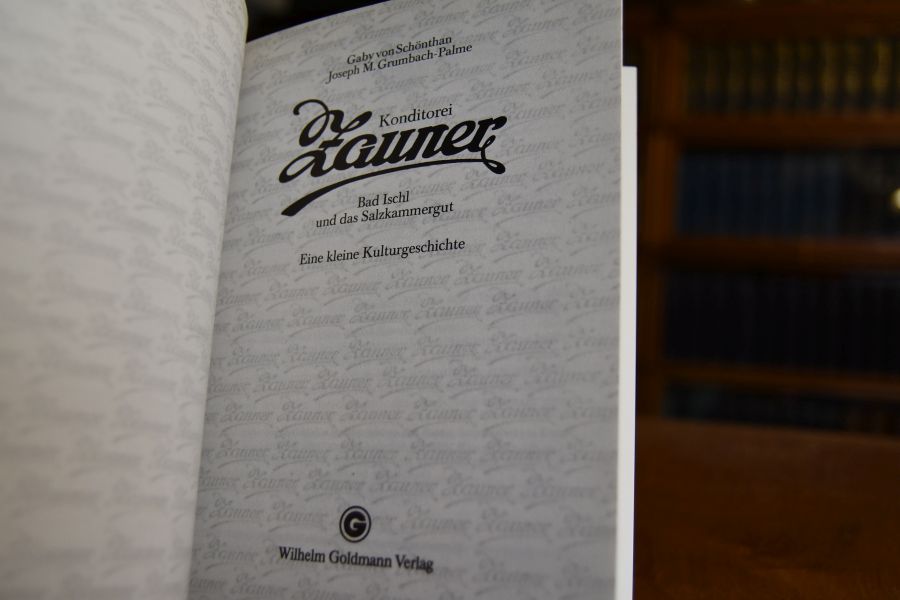 Gaby von Schönthan
Joseph M. Grumbach-Palme
Konditorei
Zauner
Bad Ischl
und das Salzkammergut
Eine kleine Kulturgeschichte
G
Wilhelm Goldmann Verlag